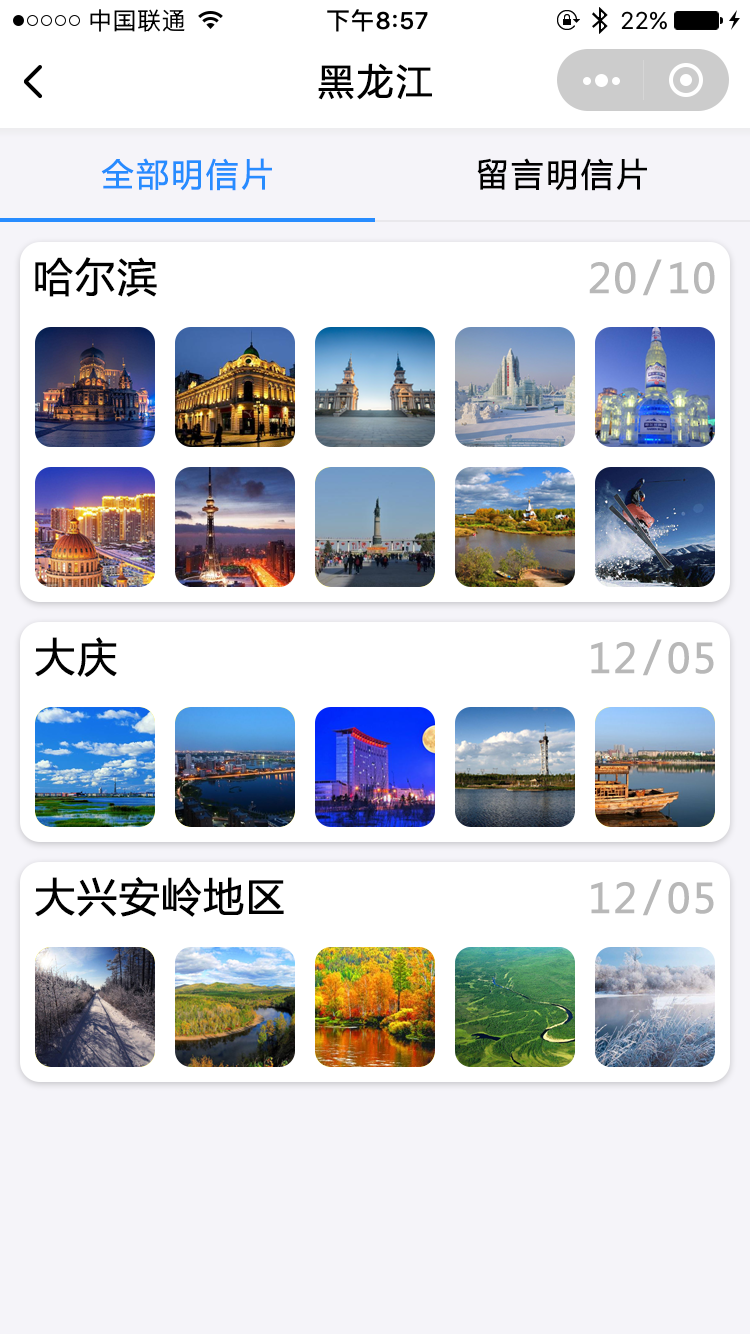 中国联通 下午8:57 22%
黑龙江
全部明信片 留言明信片
哈尔滨 20/10
大庆 12/05
大兴安岭地区 12/05